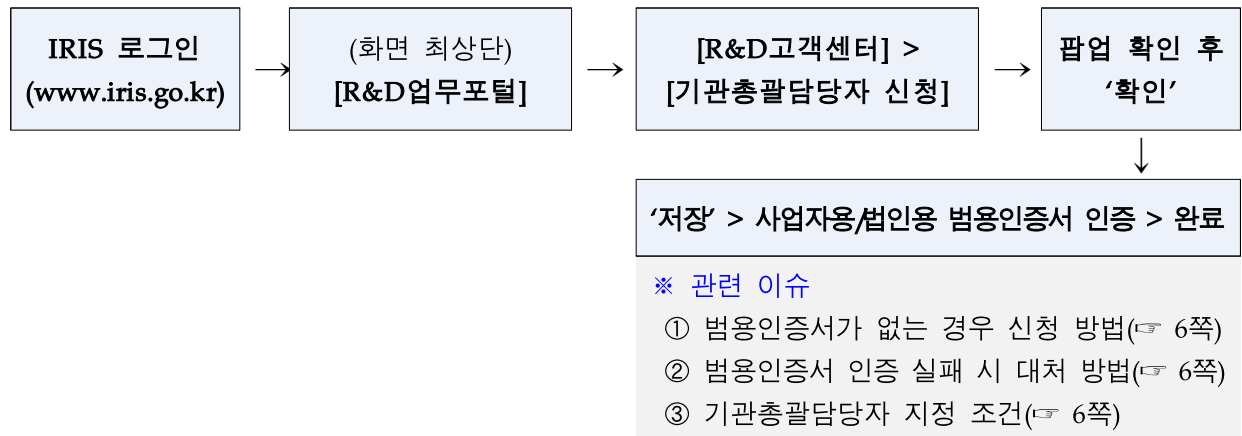 IRIS 로그인
(www.iris.go.kr)
→
(화면 최상단)
[R&D업무포털]
→
[R&D고객센터] >
[기관총괄담당자 신청]
→
팝업 확인 후
‘확인’
↓
‘저장’ > 사업자용/법인용 범용인증서 인증 > 완료
※ 관련 이슈
① 범용인증서가 없는 경우 신청 방법(☞ 6쪽)
② 범용인증서 인증 실패 시 대처 방법(☞ 6쪽)
③ 기관총괄담당자 지정 조건(☞ 6쪽)